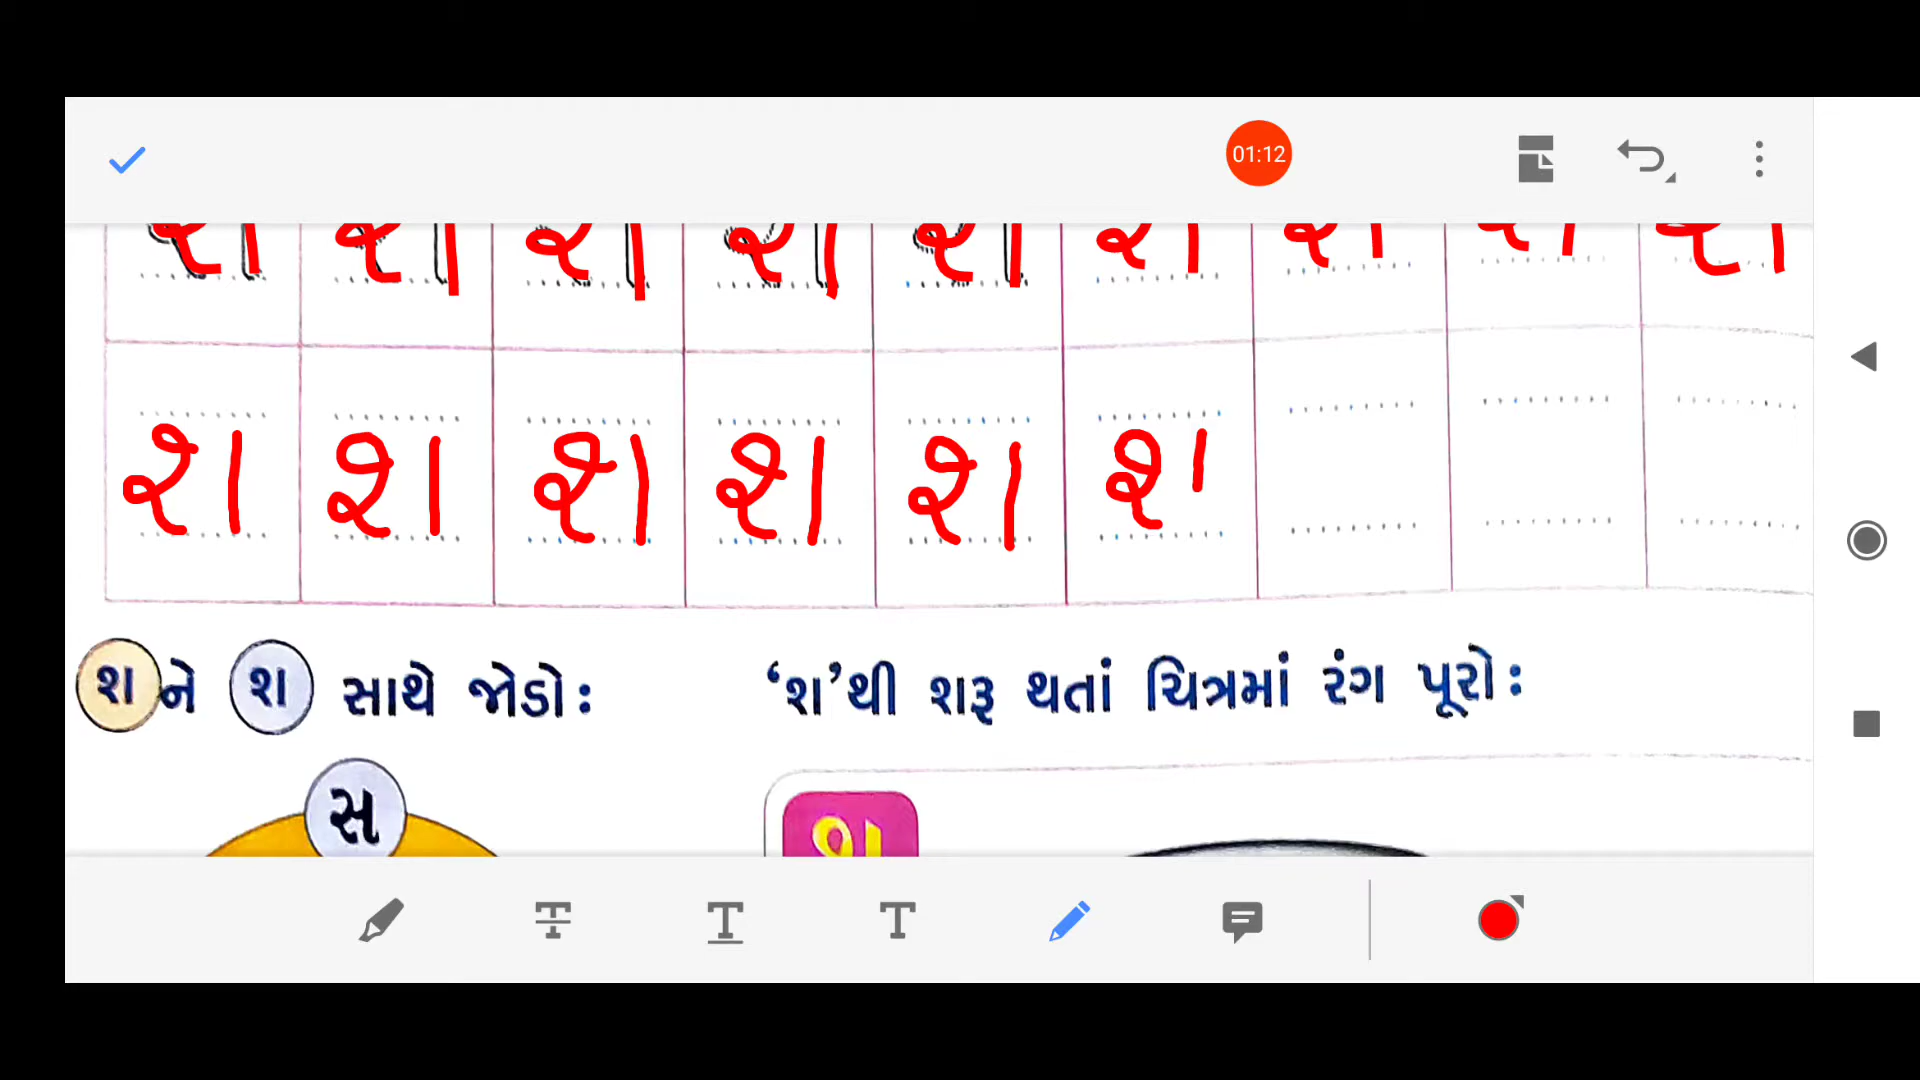 01:12
શ શ શ શ શ શ શ શ શ
શ શ શ શ શ શ
શ ને શ સાથે જોડો : ‘શ’થી શરૂ થતાં ચિત્રમાં રંગ પૂરો :
સ
શ